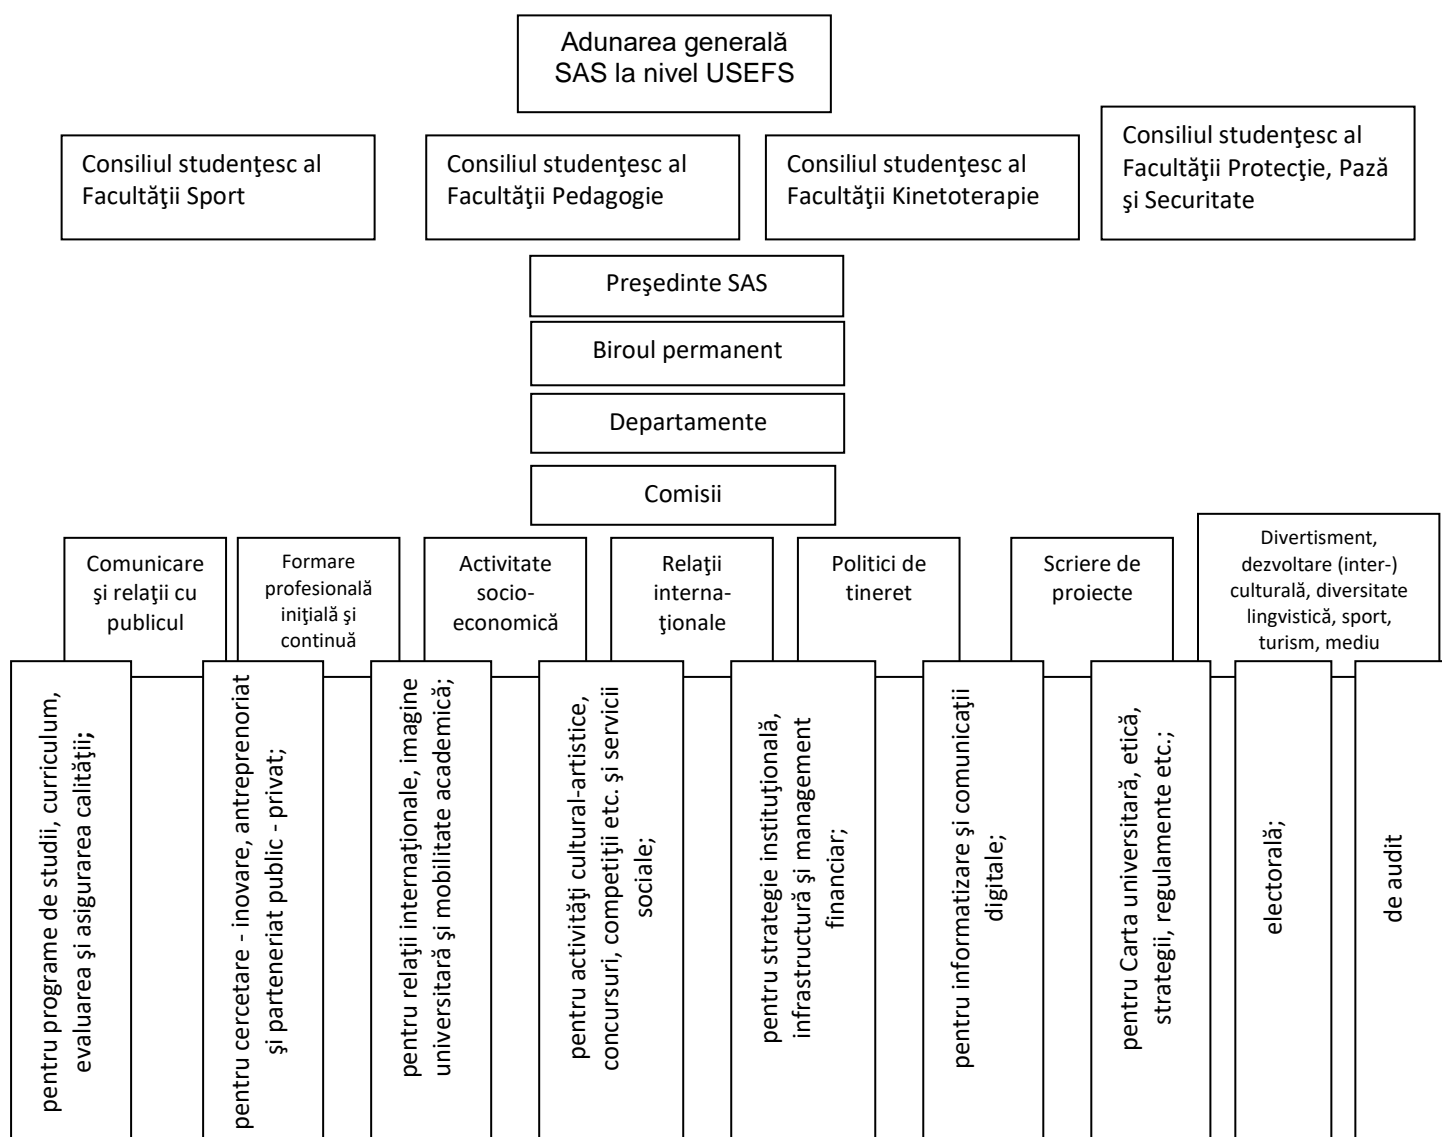 Adunarea generală
SAS la nivel USEFS
Consiliul studenţesc al
Facultăţii Sport
Consiliul studenţesc al
Facultăţii Pedagogie
Consiliul studenţesc al
Facultăţii Kinetoterapie
Consiliul studenţesc al
Facultăţii Protecţie, Pază
şi Securitate
Preşedinte SAS
Biroul permanent
Departamente
Comisii
Comunicare
şi relaţii cu
publicul
Formare
profesională
iniţială şi
continuă
Activitate
socio-
economică
Relaţii
interna-
ţionale
Politici de
tineret
Scriere de
proiecte
Divertisment,
dezvoltare (inter-)
culturală, diversitate
lingvistică, sport,
turism, mediu
pentru programe de studii, curriculum,
evaluarea şi asigurarea calităţii;
pentru cercetare - inovare, antreprenoriat
şi parteneriat public - privat;
pentru relaţii internaţionale, imagine
universitară şi mobilitate academică;
pentru activităţi cultural-artistice,
concursuri, competiţii etc. şi servicii
sociale;
pentru strategie instituţională,
infrastructură şi management
financiar;
pentru informatizare şi comunicaţii
digitale;
pentru Carta universitară, etică,
strategii, regulamente etc.;
electorală;
de audit